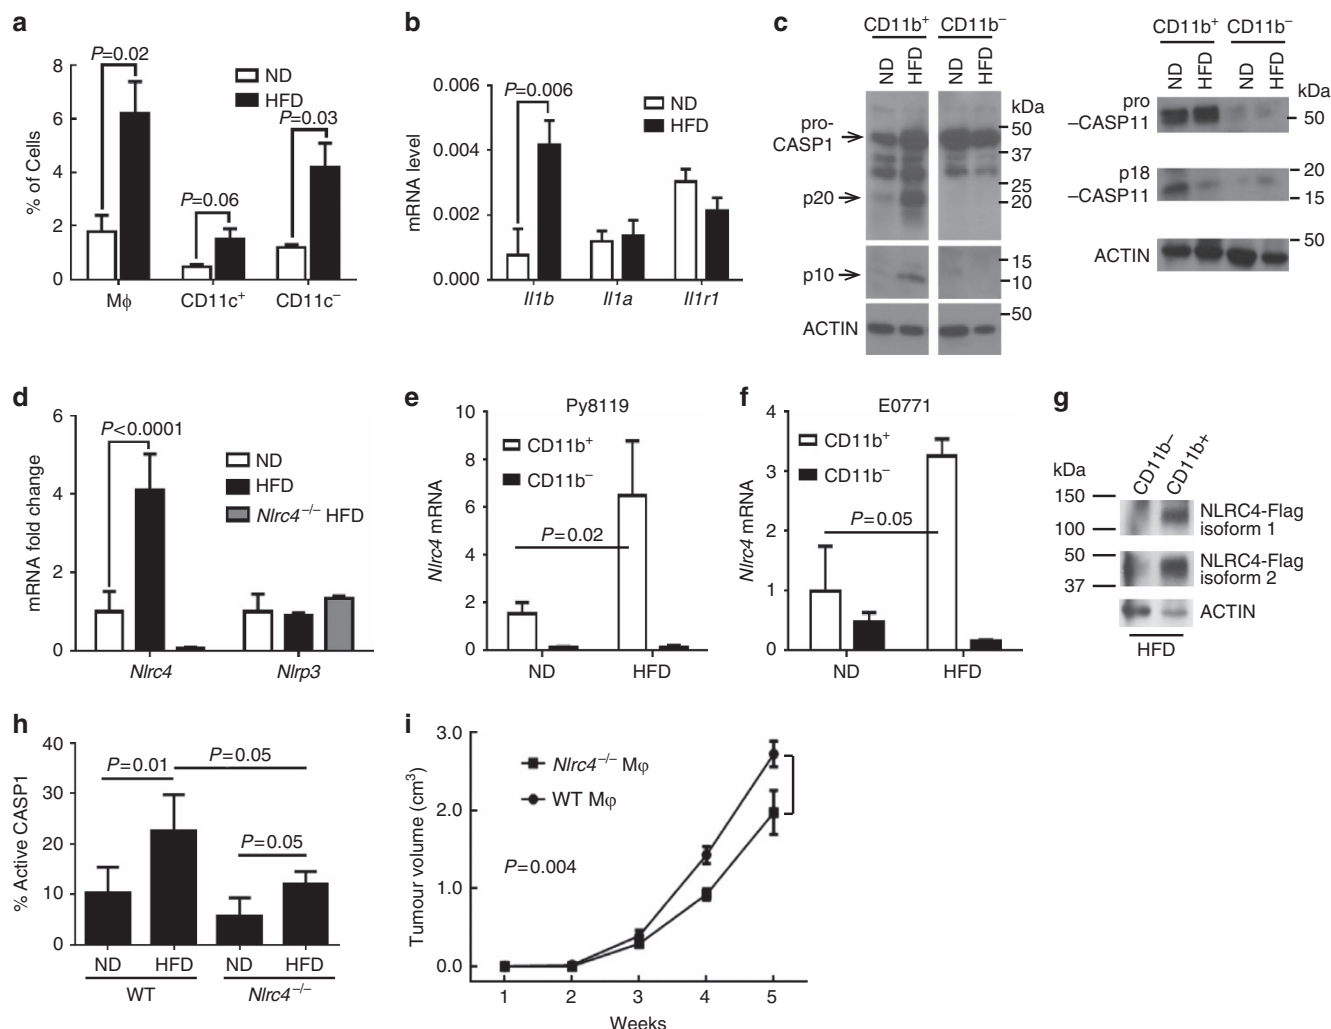 a
P=0.02
P=0.03
P=0.06
ND
HFD
% of Cells
8
6
4
2
0
Mϕ
CD11c⁺
CD11c⁻
b
P=0.006
ND
HFD
mRNA level
0.006
0.004
0.002
0.000
Il1b
Il1a
Il1r1
c
CD11b⁺ CD11b⁻
ND HFD ND HFD
kDa
pro-
CASP1
p20
p10
ACTIN
50
37
25
20
15
10
50
CD11b⁺ CD11b⁻
ND HFD ND HFD
kDa
pro
–CASP11
50
p18
–CASP11
20
15
ACTIN
50
d
P<0.0001
ND
HFD
Nlrc4⁻/⁻ HFD
mRNA fold change
6
4
2
0
Nlrc4
Nlrp3
e
Py8119
CD11b⁺
CD11b⁻
P=0.02
Nlrc4 mRNA
10
8
6
4
2
0
ND
HFD
f
E0771
CD11b⁺
CD11b⁻
P=0.05
Nlrc4 mRNA
4
3
2
1
0
ND
HFD
g
CD11b–
CD11b+
kDa
150
100
NLRC4-Flag
isoform 1
50
37
NLRC4-Flag
isoform 2
ACTIN
HFD
h
P=0.01
P=0.05
P=0.05
% Active CASP1
40
30
20
10
0
ND HFD ND HFD
WT Nlrc4⁻/⁻
i
Nlrc4⁻/⁻ Mφ
WT Mφ
P=0.004
Tumour volume (cm³)
3.0
2.0
1.0
0.0
1 2 3 4 5
Weeks